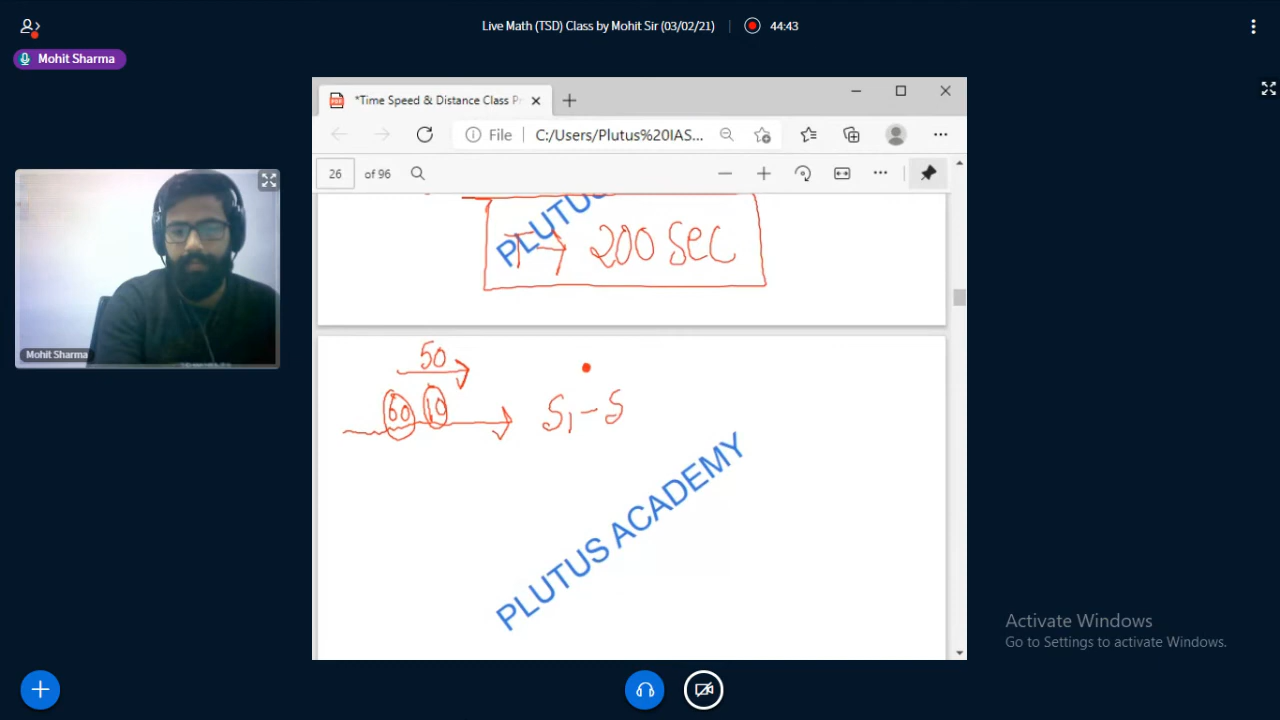 Live Math (TSD) Class by Mohit Sir (03/02/21)
44:43
Mohit Sharma
*Time Speed & Distance Class Pr
File
C:/Users/Plutus%20IAS...
26 of 96
PLUTUS
T → 200 Sec
50
60 10
S1 - S
PLUTUS ACADEMY
Mohit Sharma
Activate Windows
Go to Settings to activate Windows.